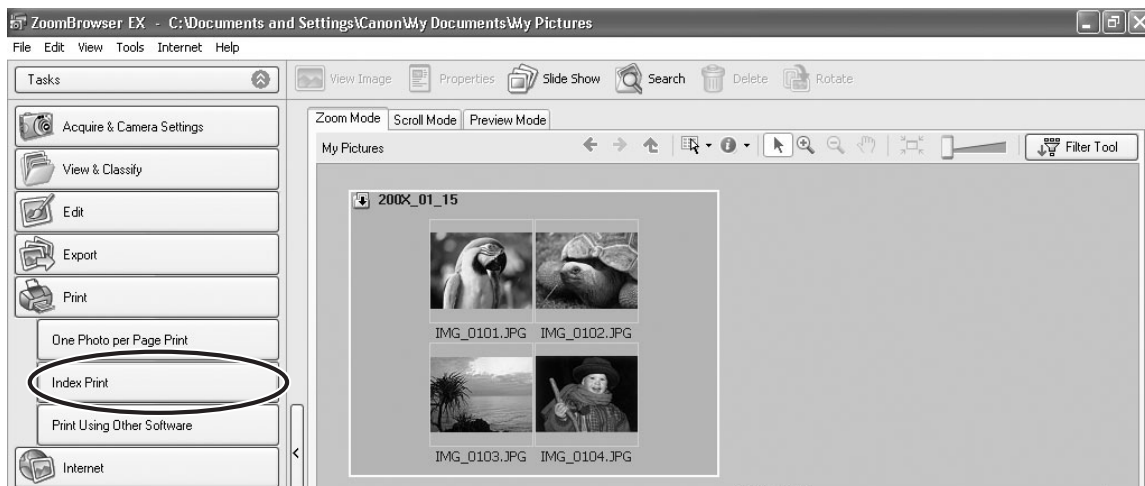 ZoomBrowser EX - C:\Documents and Settings\Canon\My Documents\My Pictures
File Edit View Tools Internet Help
Tasks
View Image Properties Slide Show Search Delete Rotate
Acquire & Camera Settings
View & Classify
Edit
Export
Print
One Photo per Page Print
Index Print
Print Using Other Software
Internet
Zoom Mode Scroll Mode Preview Mode
My Pictures
Filter Tool
200X_01_15
IMG_0101.JPG IMG_0102.JPG
IMG_0103.JPG IMG_0104.JPG